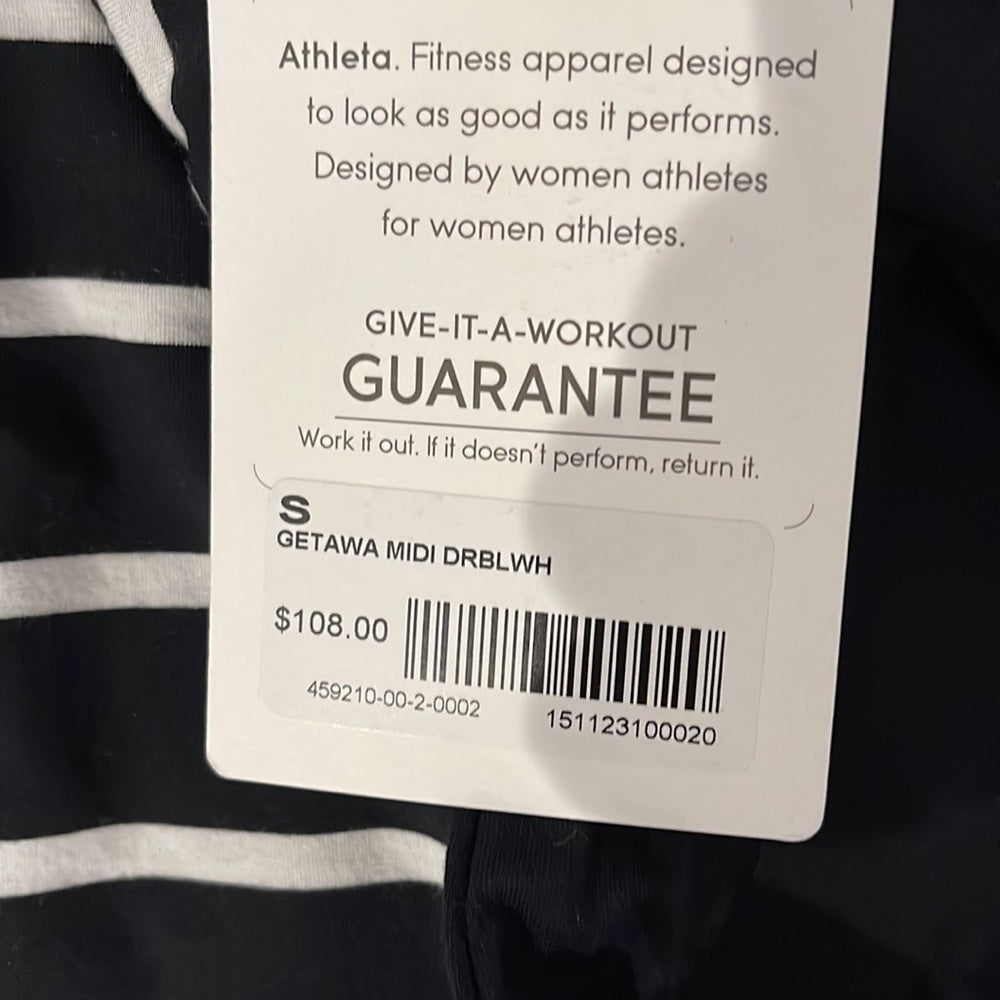 Athleta. Fitness apparel designed
to look as good as it performs.
Designed by women athletes
for women athletes.
GIVE-IT-A-WORKOUT
GUARANTEE
Work it out. If it doesn't perform, return it.
S
GETAWA MIDI DRBLWH
$108.00
459210-00-2-0002
151123100020